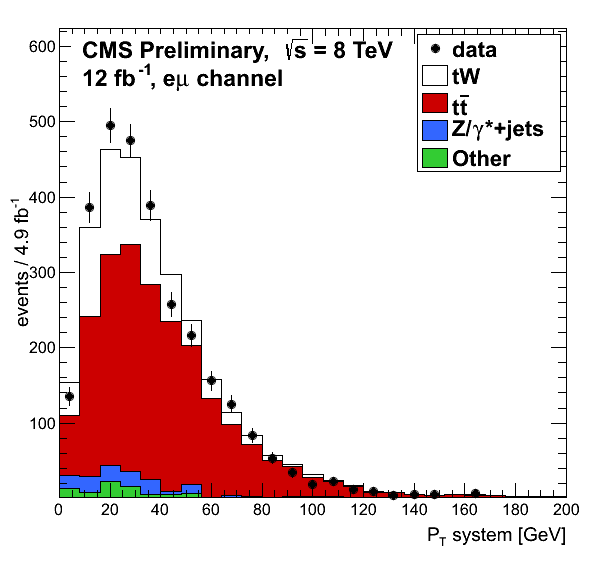 CMS Preliminary, √s = 8 TeV
12 fb⁻¹, eμ channel
data
tW
tt̄
Z/γ*+jets
Other
events / 4.9 fb⁻¹
600
500
400
300
200
100
0 20 40 60 80 100 120 140 160 180 200
P_T system [GeV]